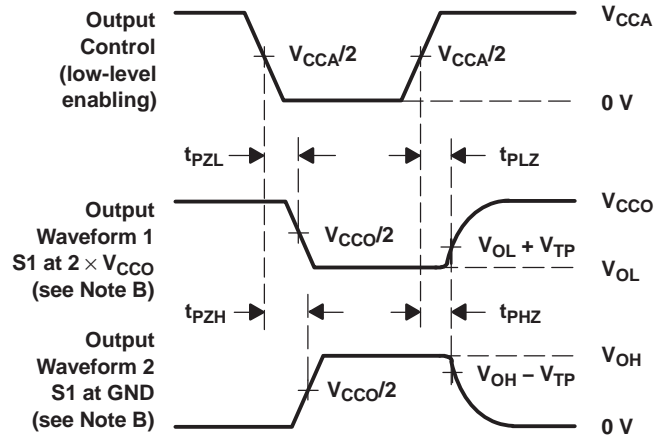 Output
Control
(low-level
enabling)
V_CCA/2
V_CCA/2
V_CCA
0 V
t_PZL
t_PLZ
Output
Waveform 1
S1 at 2 × V_CCO
(see Note B)
V_CCO/2
V_CCO
V_OL + V_TP
V_OL
t_PZH
t_PHZ
Output
Waveform 2
S1 at GND
(see Note B)
V_CCO/2
V_OH
V_OH − V_TP
0 V